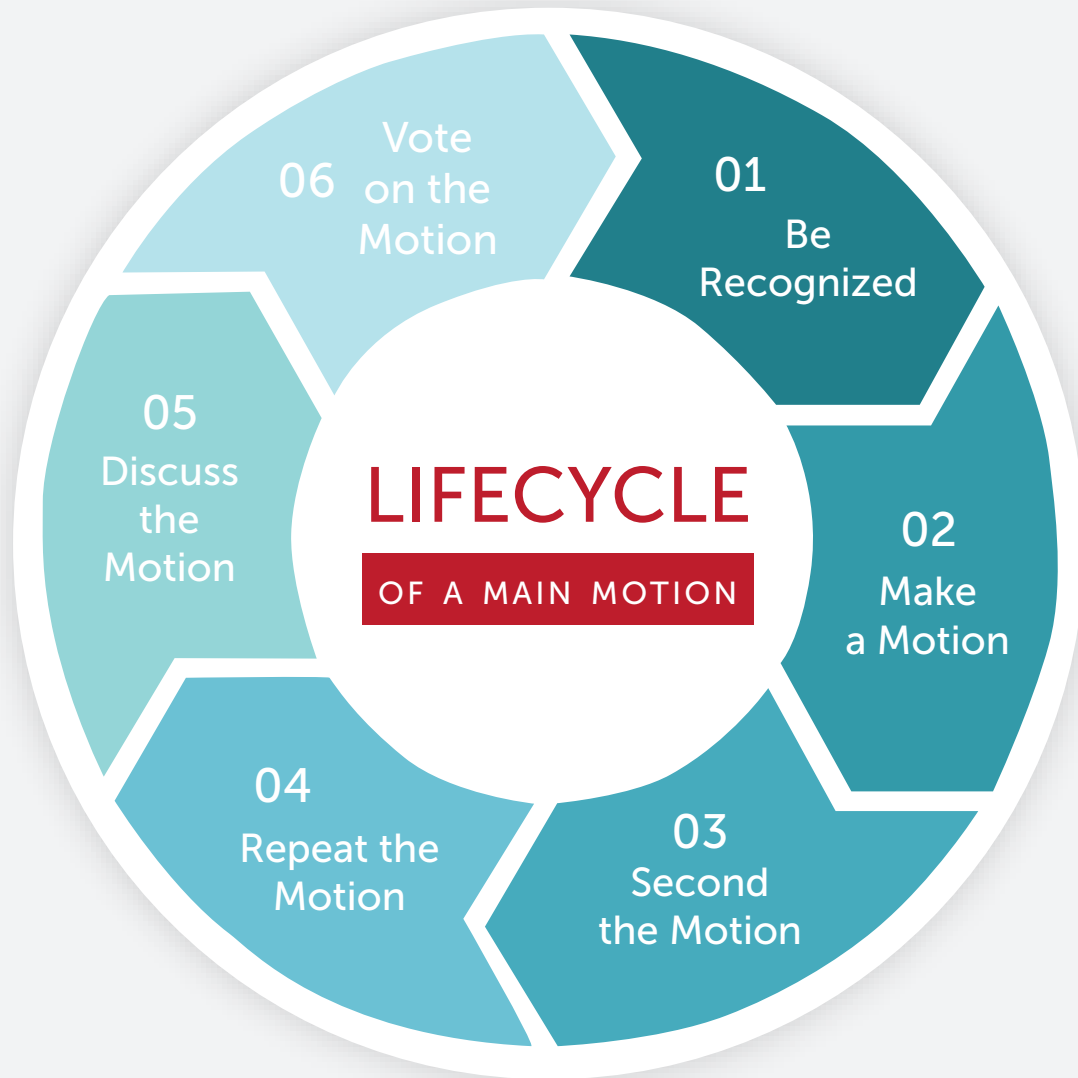 LIFECYCLE
OF A MAIN MOTION
01
Be
Recognized
02
Make
a Motion
03
Second
the Motion
04
Repeat the
Motion
05
Discuss
the
Motion
06
Vote
on the
Motion